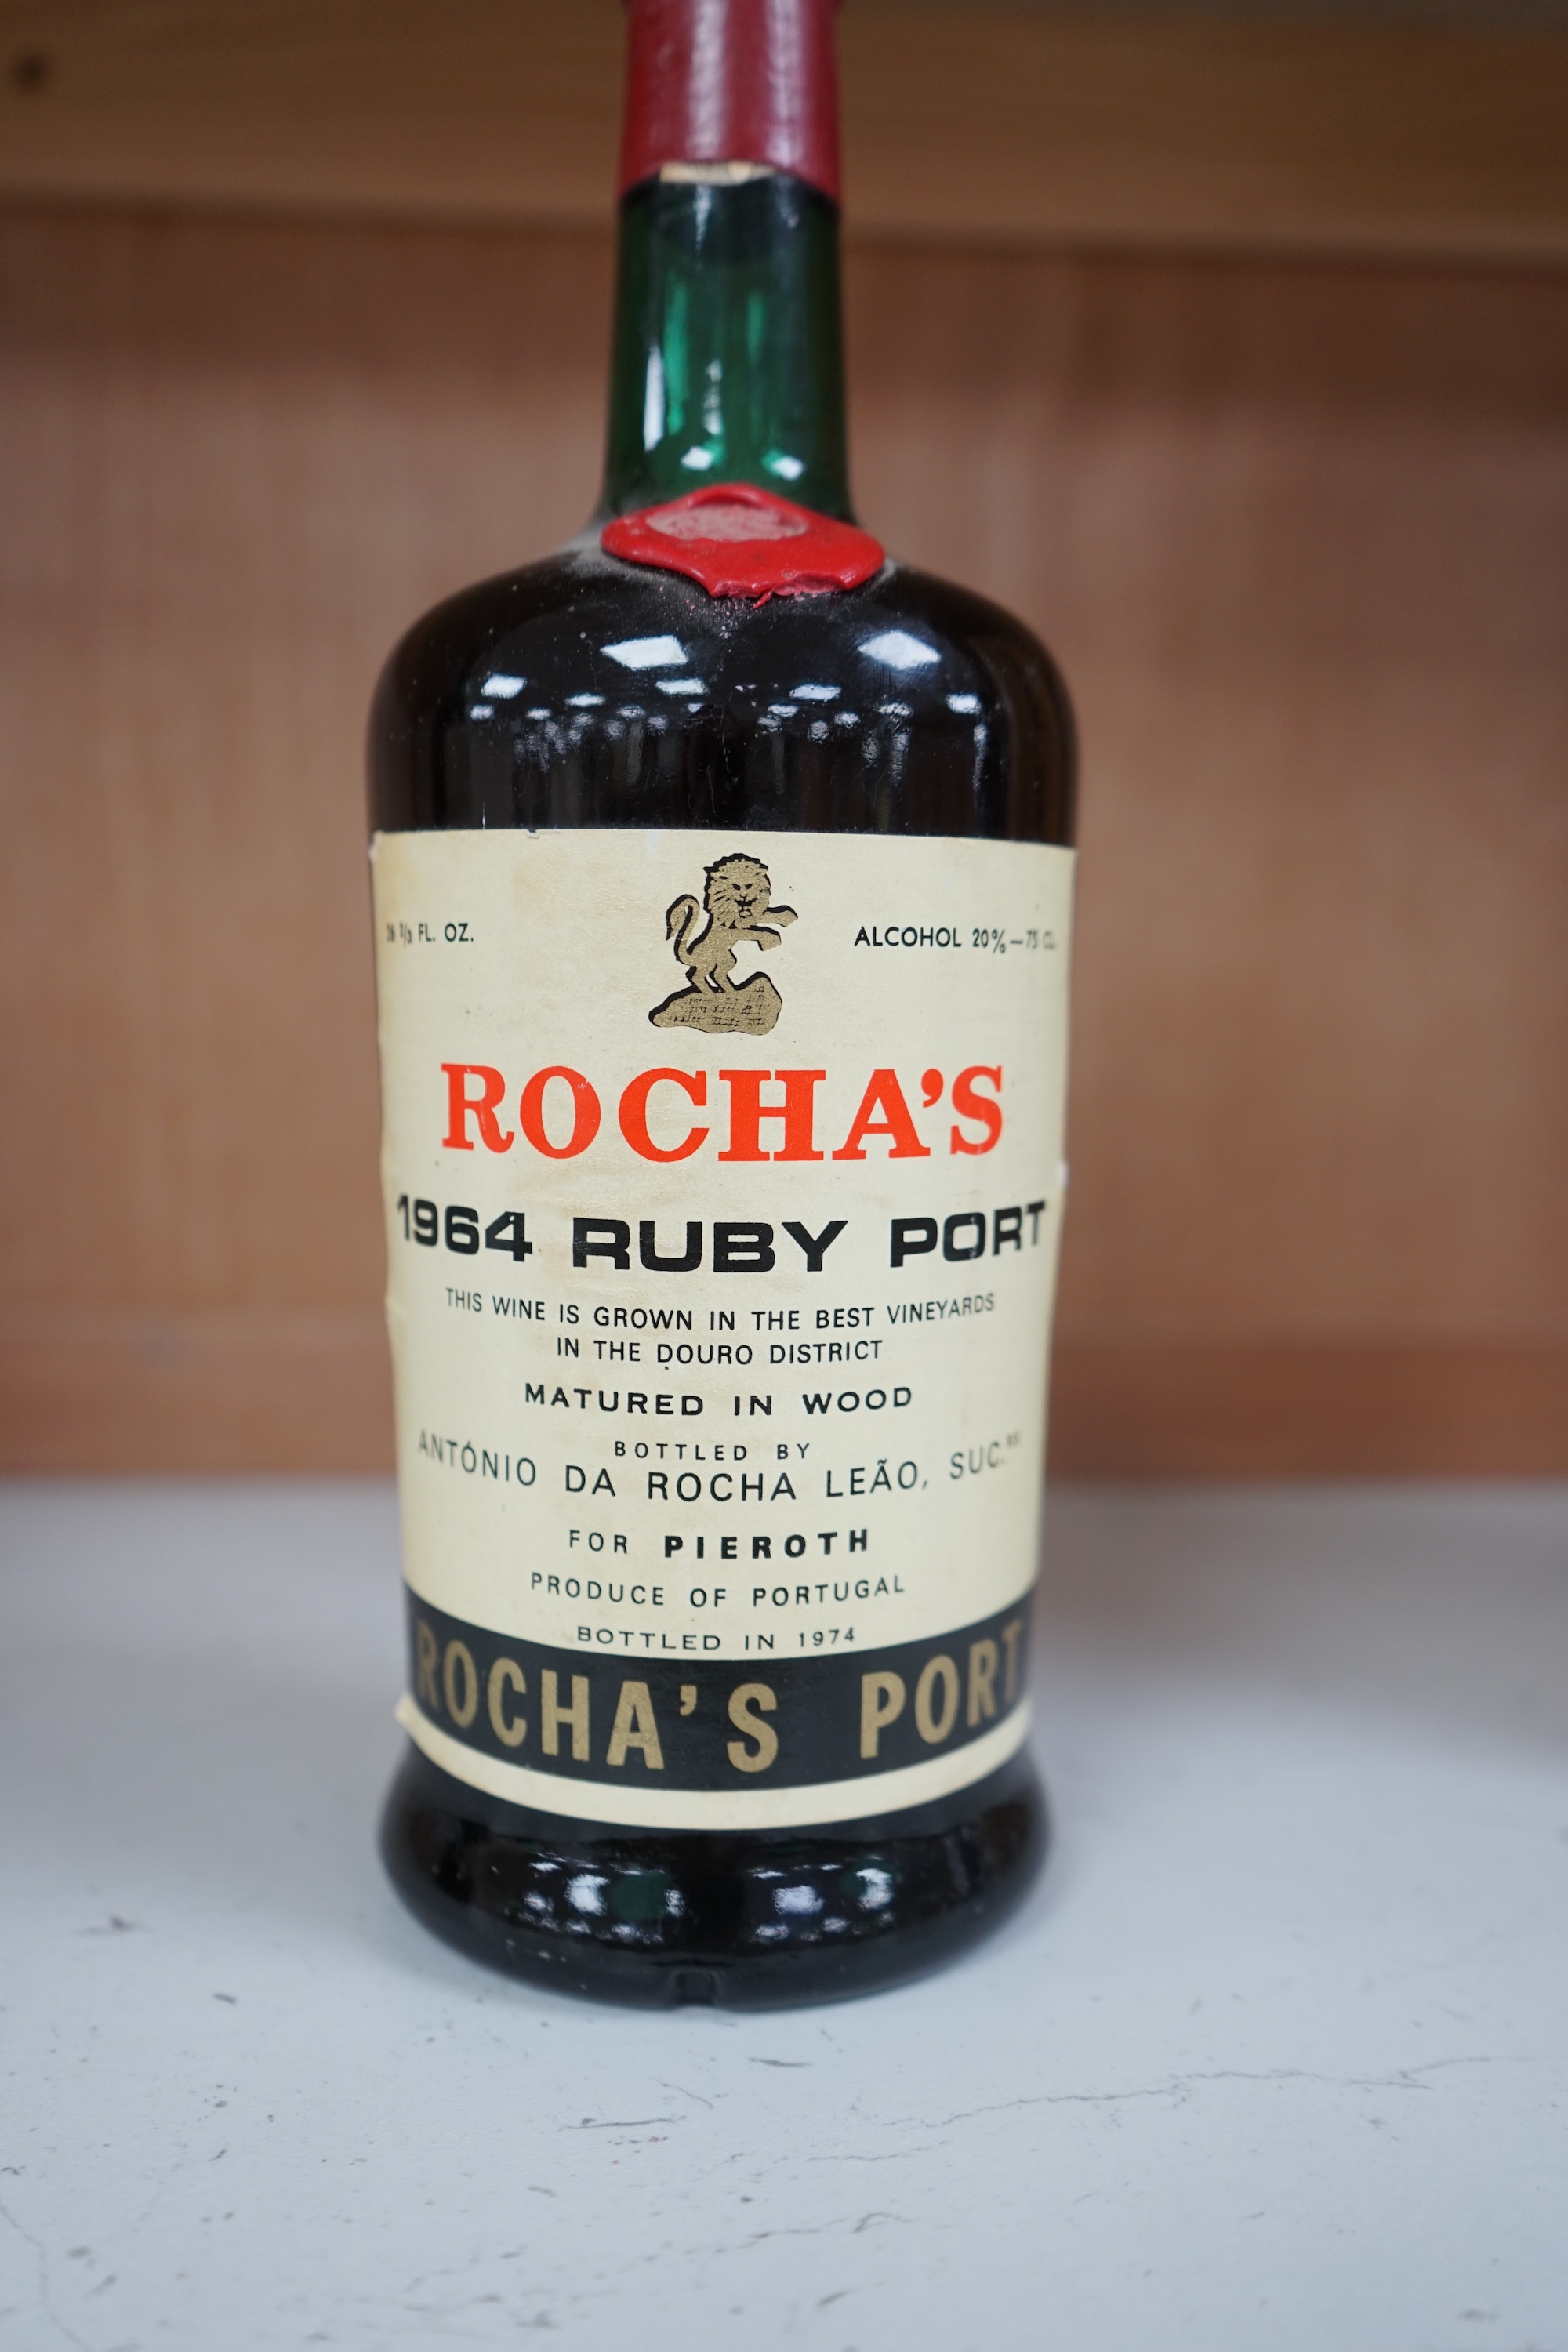 ⅔ FL. OZ.
ALCOHOL 20%—75 CL.
ROCHA'S
1964 RUBY PORT
THIS WINE IS GROWN IN THE BEST VINEYARDS
IN THE DOURO DISTRICT
MATURED IN WOOD
BOTTLED BY
ANTÓNIO DA ROCHA LEÃO, SUC.
FOR PIEROTH
PRODUCE OF PORTUGAL
BOTTLED IN 1974
ROCHA'S PORT